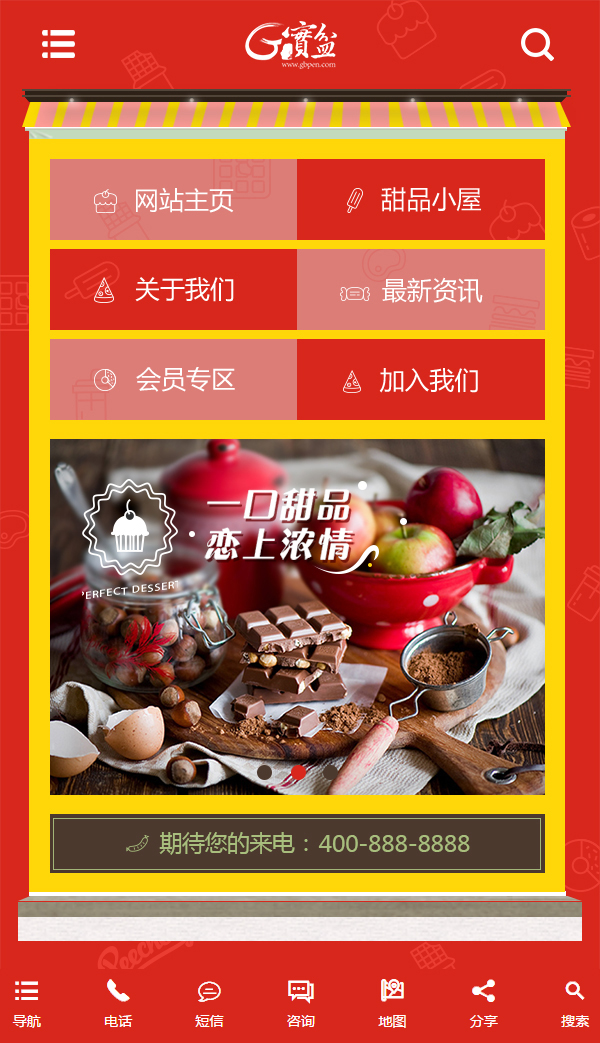 G實盆
www.gbpen.com
网站主页
甜品小屋
关于我们
最新资讯
会员专区
加入我们
一口甜品
恋上浓情
PERFECT DESSERT
期待您的来电：400-888-8888
导航
电话
短信
咨询
地图
分享
搜索